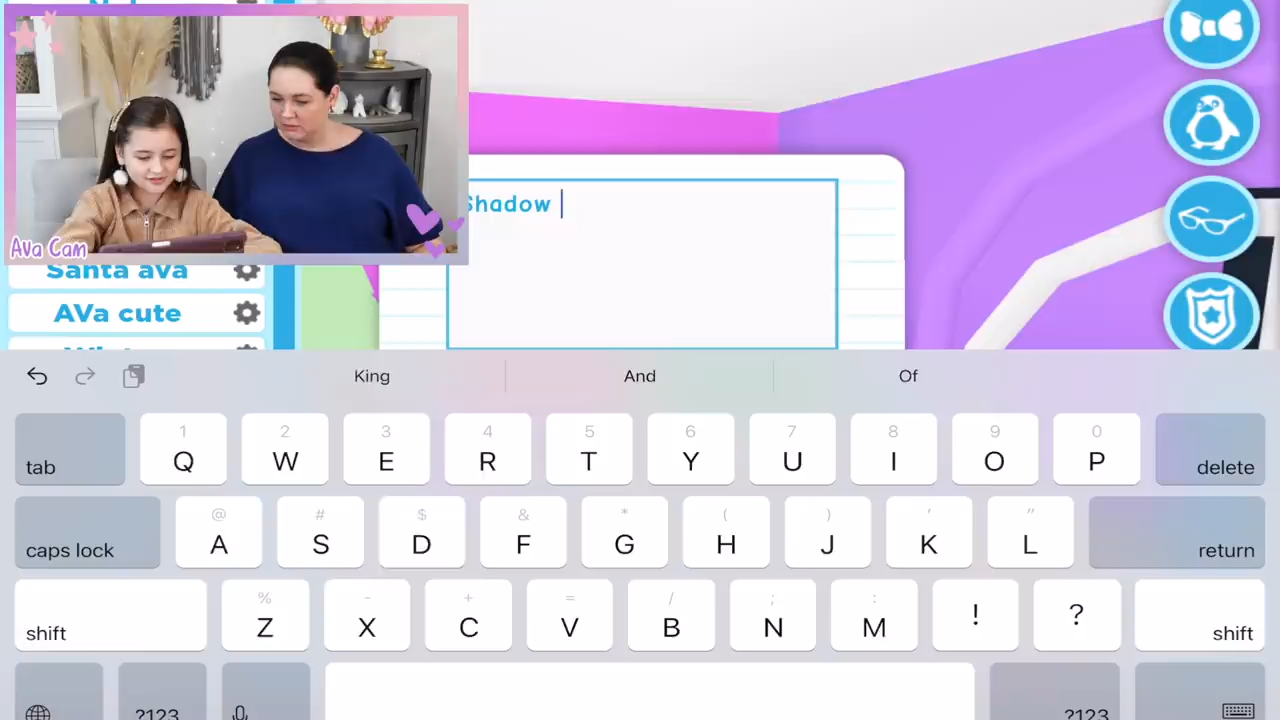 Shadow
Ava Cam
Santa ava
AVa cute
King And Of
tab 1 Q 2 W 3 E 4 R 5 T 6 Y 7 U 8 I 9 O 0 P delete
caps lock @ A # S $ D & F * G ( H ) J ' K " L return
shift % Z - X + C = V / B ; N : M ! ? shift
?123 ?123